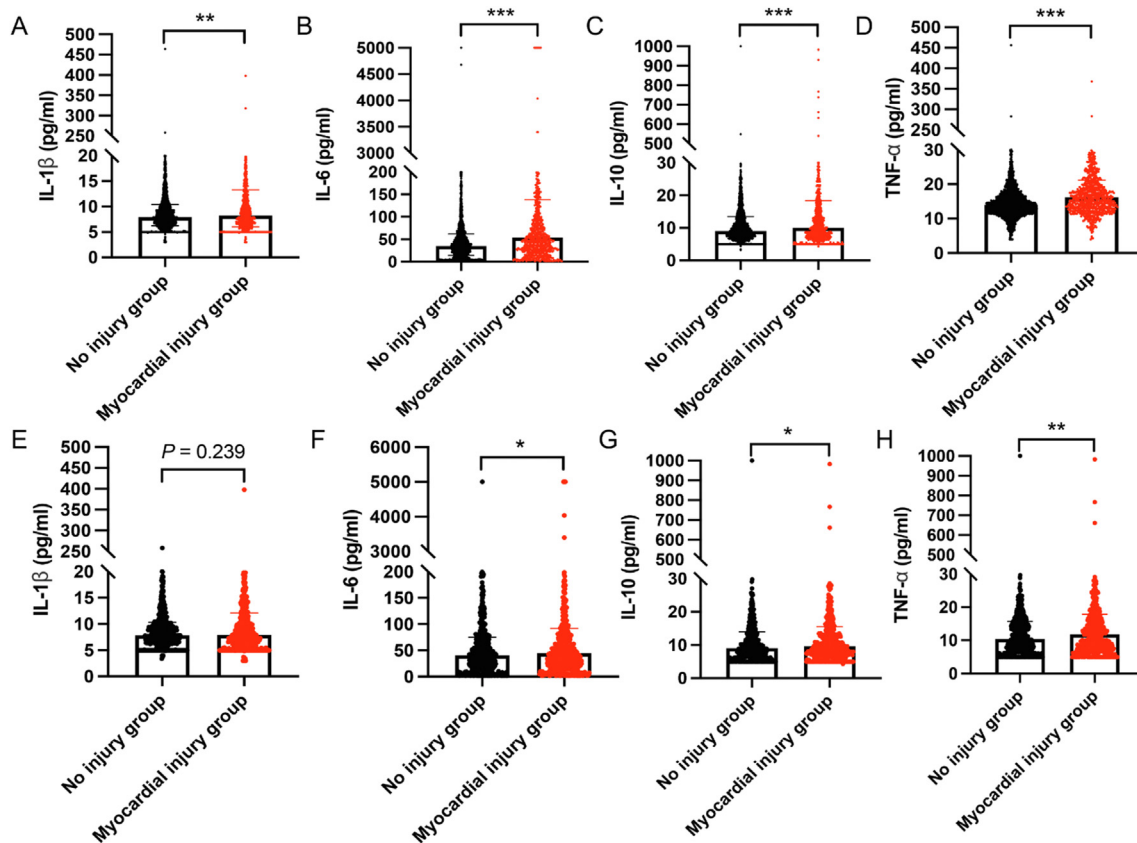 A
IL-1β (pg/ml)
500
450
400
350
300
250
20
15
10
5
0
**
No injury group
Myocardial injury group
B
IL-6 (pg/ml)
5000
4500
4000
3500
3000
200
150
100
50
0
***
No injury group
Myocardial injury group
C
IL-10 (pg/ml)
1000
900
800
700
600
500
30
20
10
0
***
No injury group
Myocardial injury group
D
TNF-α (pg/ml)
500
450
400
350
300
250
30
20
10
0
***
No injury group
Myocardial injury group
E
IL-1β (pg/ml)
500
450
400
350
300
250
20
15
10
5
0
P = 0.239
No injury group
Myocardial injury group
F
IL-6 (pg/ml)
6000
5000
4000
3000
200
150
100
50
0
*
No injury group
Myocardial injury group
G
IL-10 (pg/ml)
1000
900
800
700
600
500
30
20
10
0
*
No injury group
Myocardial injury group
H
TNF-α (pg/ml)
1000
900
800
700
600
500
30
20
10
0
**
No injury group
Myocardial injury group